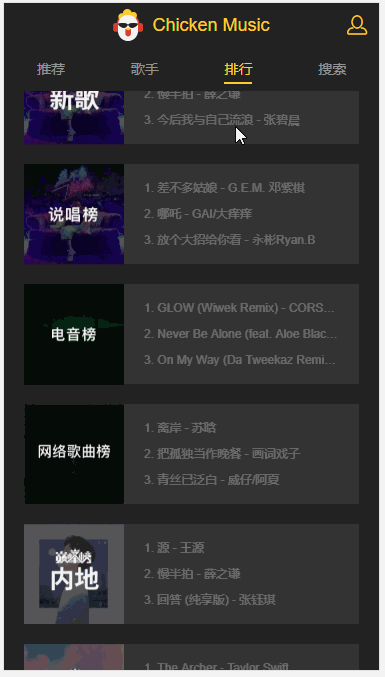 Chicken Music
推荐 歌手 排行 搜索
新歌
2. 慢半拍 - 薛之谦
3. 今后我与自己流浪 - 张碧晨
说唱榜
1. 差不多姑娘 - G.E.M. 邓紫棋
2. 哪吒 - GAI/大痒痒
3. 放个大招给你看 - 永彬Ryan.B
电音榜
1. GLOW (Wiwek Remix) - CORS...
2. Never Be Alone (feat. Aloe Blac...
3. On My Way (Da Tweekaz Remi...
网络歌曲榜
1. 离岸 - 苏晗
2. 把孤独当作晚餐 - 画词戏子
3. 青丝已泛白 - 威仔/阿夏
巅峰榜
内地
1. 源 - 王源
2. 慢半拍 - 薛之谦
3. 回答 (纯享版) - 张钰琪
1. The Archer - Taylor Swift